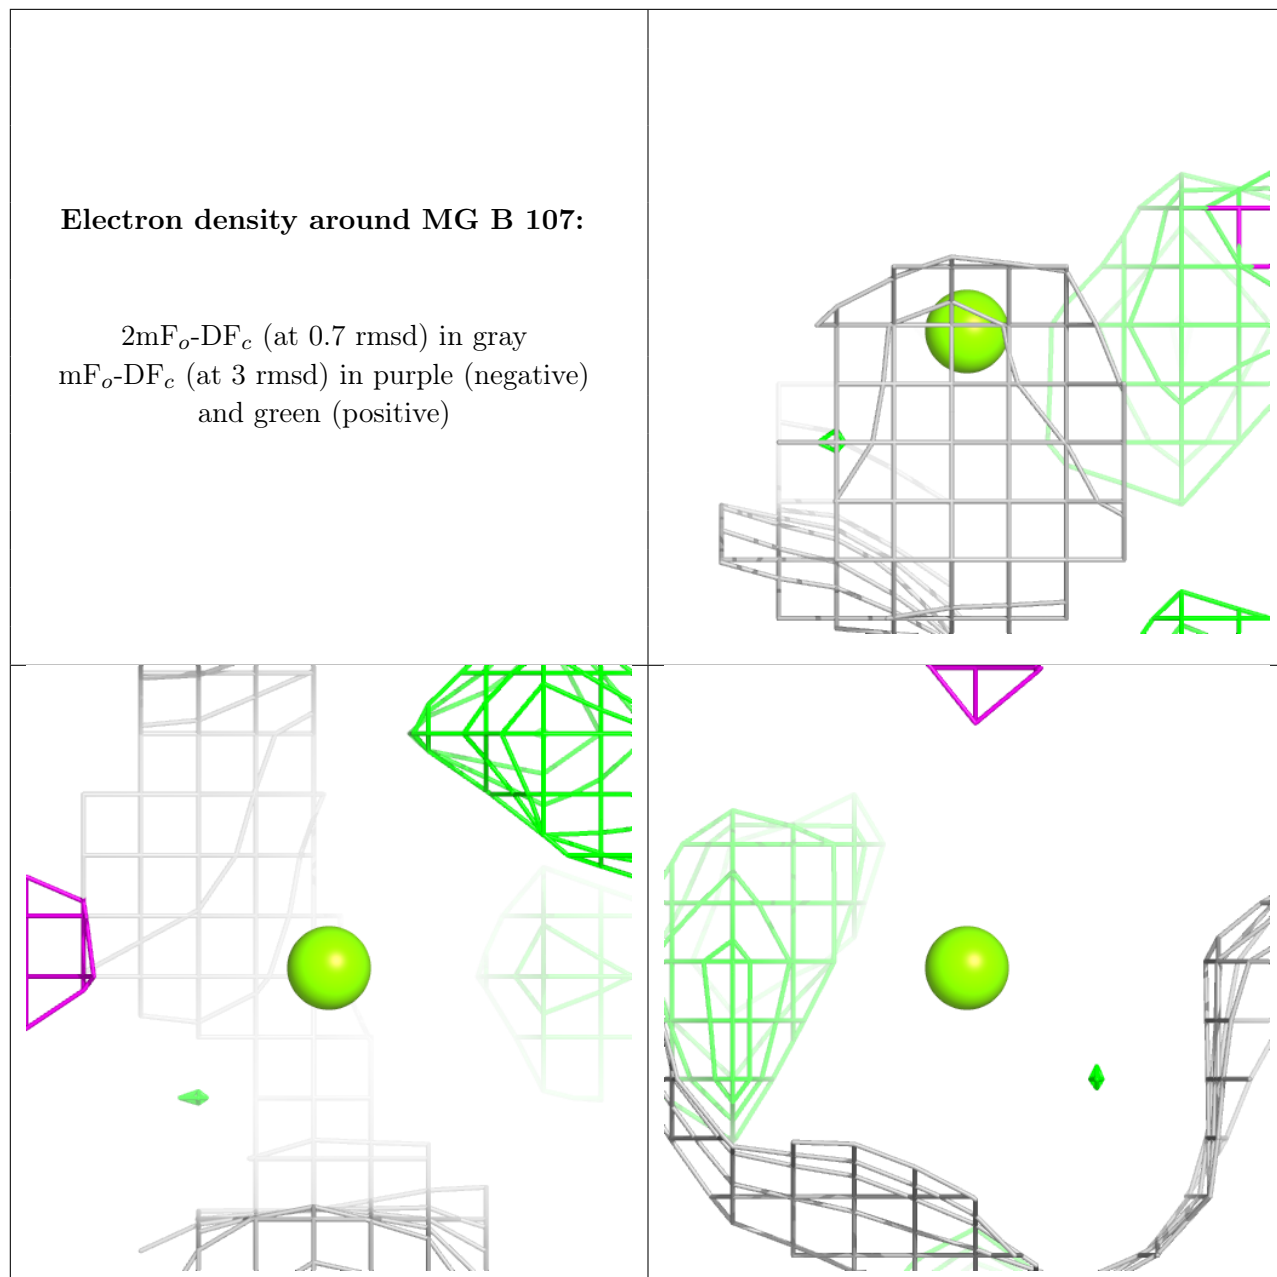 Electron density around MG B 107:
2mFₒ-DF𝒸 (at 0.7 rmsd) in gray
mFₒ-DF𝒸 (at 3 rmsd) in purple (negative)
and green (positive)